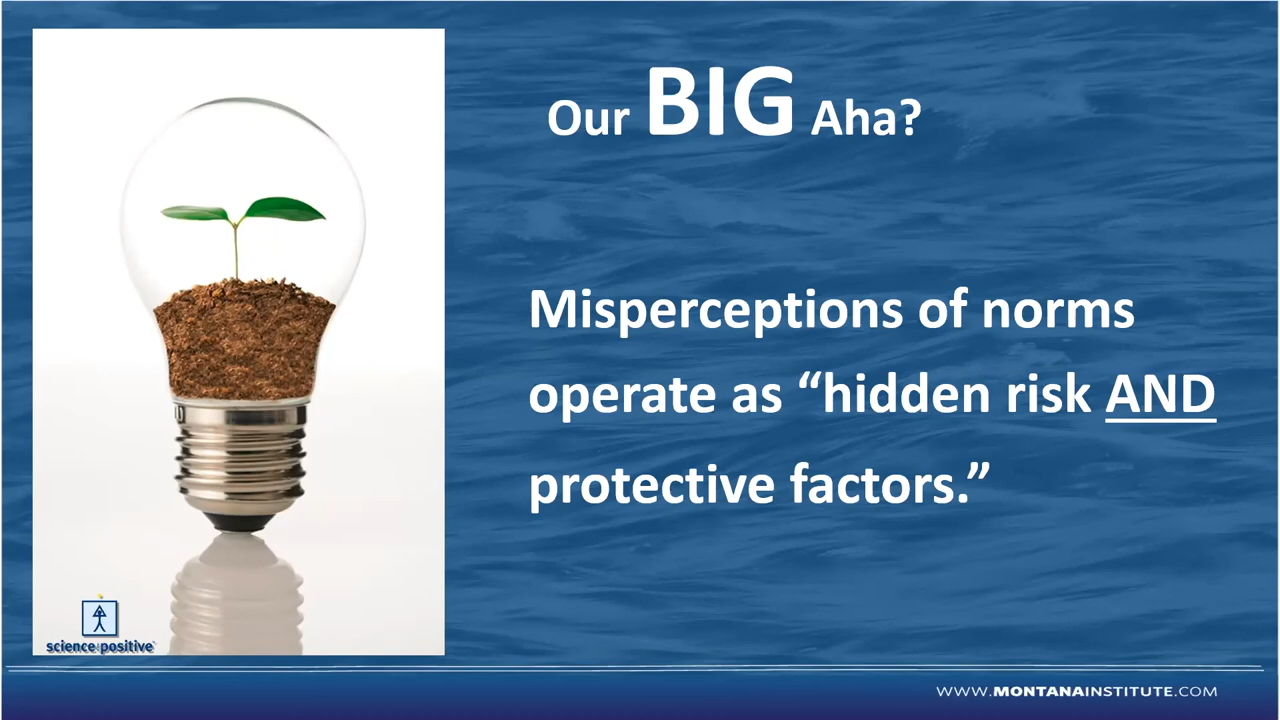 Our BIG Aha?
Misperceptions of norms
operate as “hidden risk AND
protective factors.”
science positive
WWW.MONTANAINSTITUTE.COM